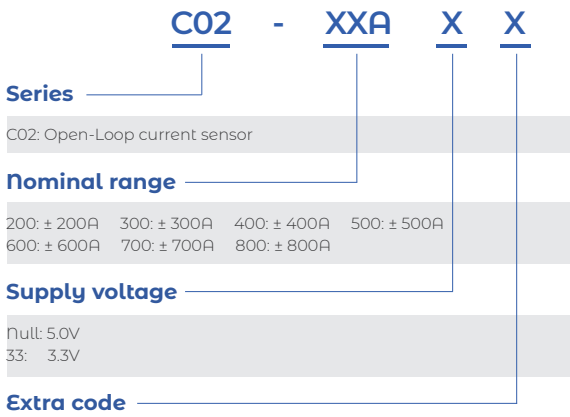 C02 - XXA X X
Series
C02: Open-Loop current sensor
Nominal range
200: ± 200A 300: ± 300A 400: ± 400A 500: ± 500A
600: ± 600A 700: ± 700A 800: ± 800A
Supply voltage
Null: 5.0V
33: 3.3V
Extra code